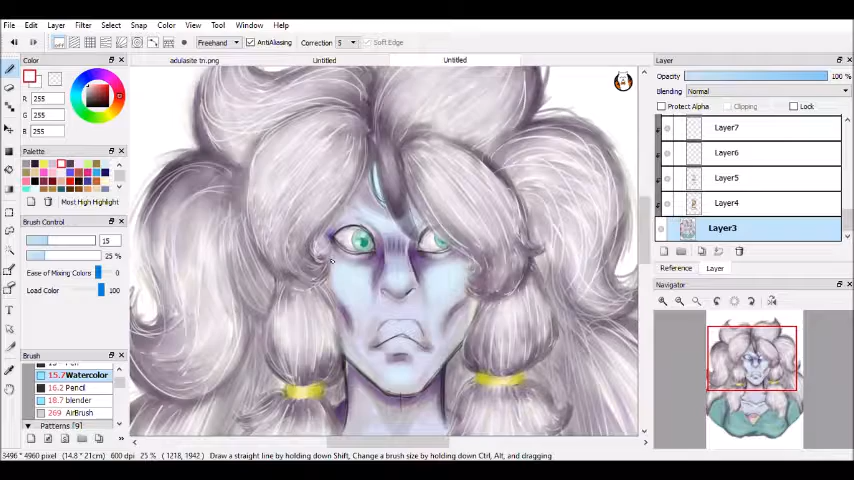 File Edit Layer Filter Select Snap Color View Tool Window Help
Freehand AntiAliasing Correction 5 Soft Edge
Color
adulasite tn.png Untitled Untitled
Layer
R 255
G 255
B 255
Opacity 100 %
Blending Normal
Protect Alpha Clipping Lock
Palette
Most High Highlight
Layer7
Layer6
Layer5
Layer4
Layer3
Brush Control
15
25 %
Ease of Mixing Colors 0
Load Color 100
Reference Layer
Navigator
Brush
15.7 Watercolor
16.2 Pencil
18.7 blender
269 AirBrush
Patterns [9]
3496 * 4960 pixel (14.8 * 21cm) 600 dpi 25 % ( 1218, 1942 ) Draw a straight line by holding down Shift, Change a brush size by holding down Ctrl, Alt, and dragging